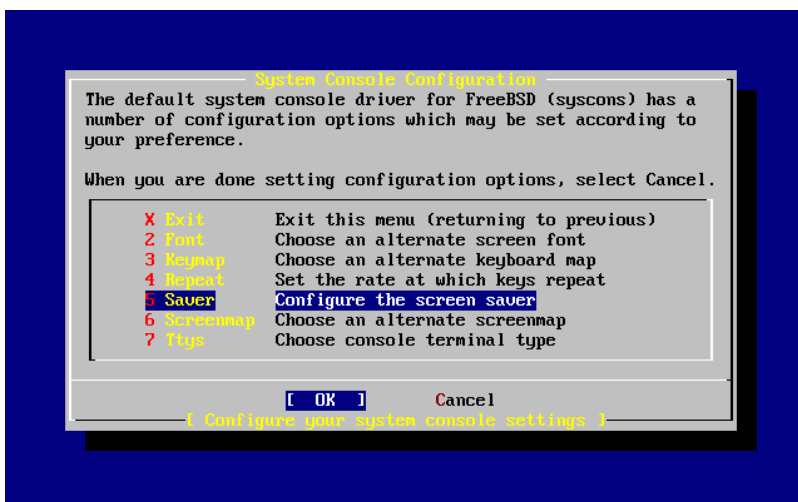 System Console Configuration
The default system console driver for FreeBSD (syscons) has a
number of configuration options which may be set according to
your preference.
When you are done setting configuration options, select Cancel.
X Exit Exit this menu (returning to previous)
2 Font Choose an alternate screen font
3 Keymap Choose an alternate keyboard map
4 Repeat Set the rate at which keys repeat
5 Saver Configure the screen saver
6 Screenmap Choose an alternate screenmap
7 Ttys Choose console terminal type
[ OK ] Cancel
[ Configure your system console settings ]